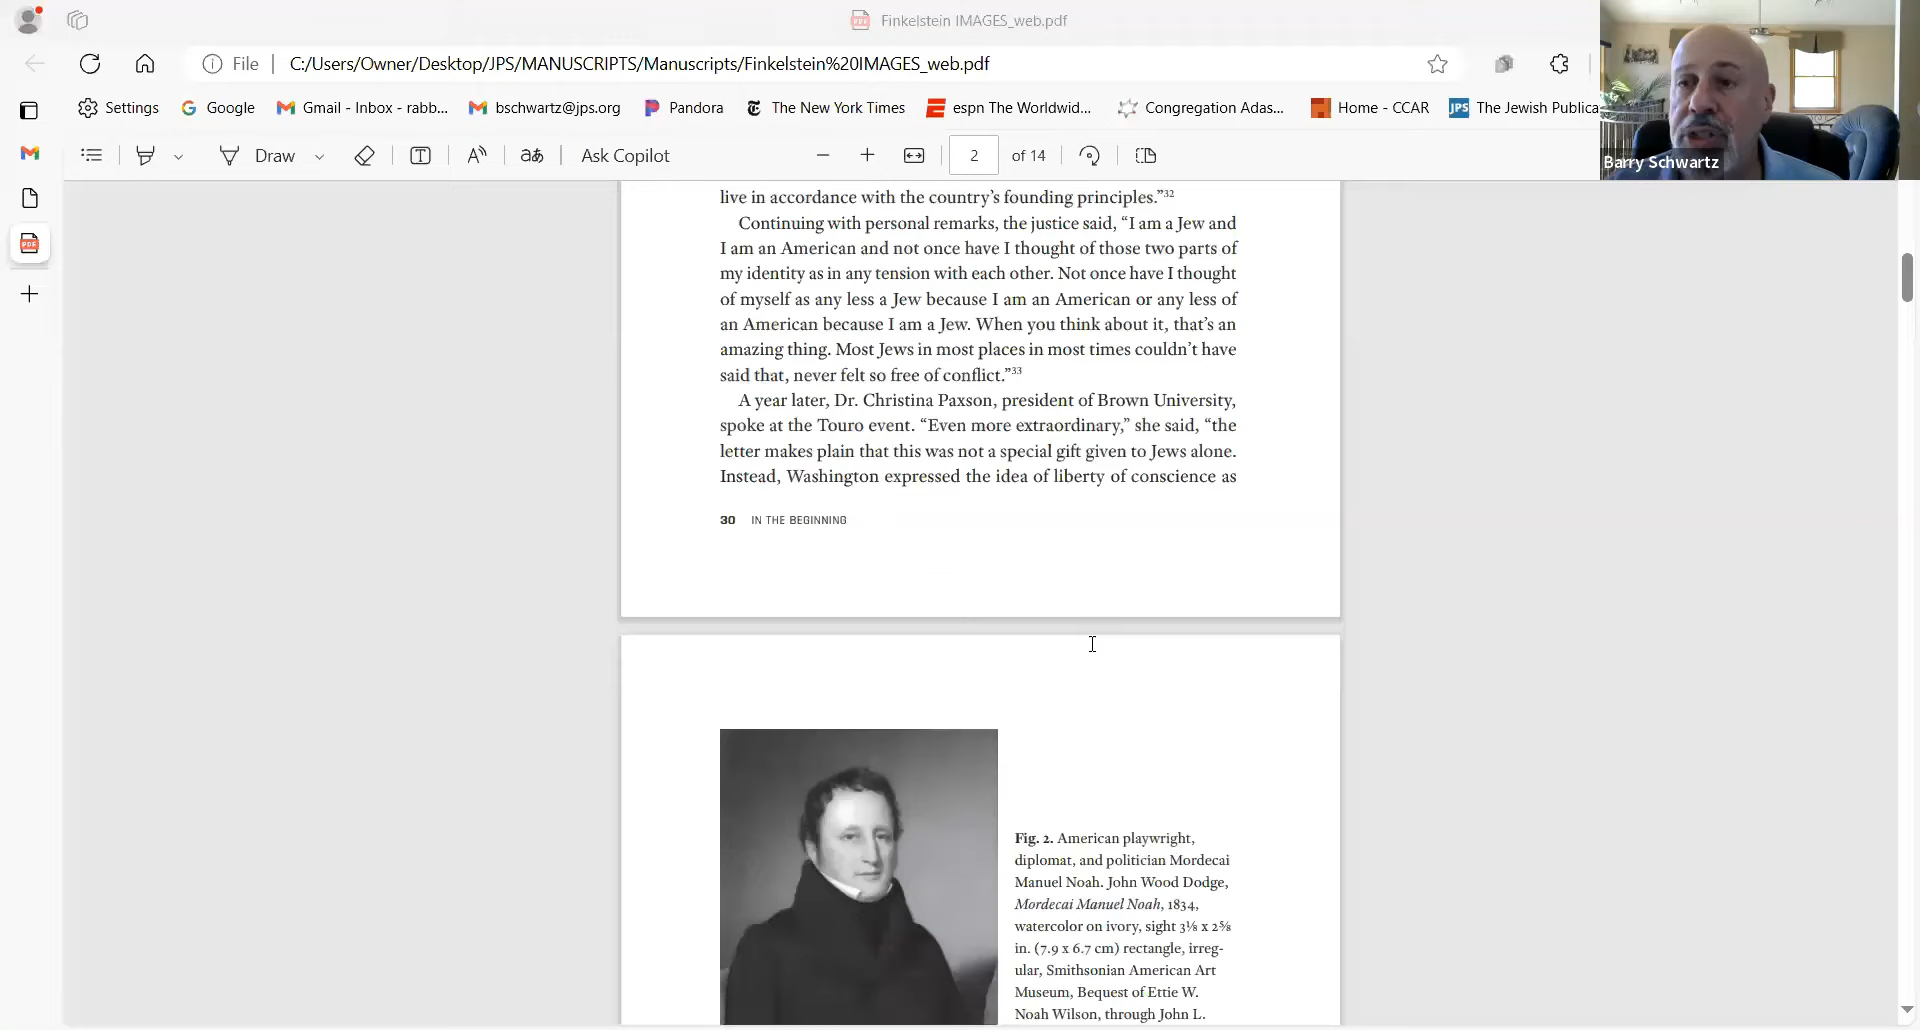 Finkelstein IMAGES_web.pdf
File C:/Users/Owner/Desktop/JPS/MANUSCRIPTS/Manuscripts/Finkelstein%20IMAGES_web.pdf
Settings Google Gmail - Inbox - rabb... bschwartz@jps.org Pandora The New York Times espn The Worldwid... Congregation Adas... Home - CCAR JPS The Jewish Publica
Draw Ask Copilot 2 of 14
Barry Schwartz
live in accordance with the country’s founding principles.”32
Continuing with personal remarks, the justice said, “I am a Jew and
I am an American and not once have I thought of those two parts of
my identity as in any tension with each other. Not once have I thought
of myself as any less a Jew because I am an American or any less of
an American because I am a Jew. When you think about it, that’s an
amazing thing. Most Jews in most places in most times couldn’t have
said that, never felt so free of conflict.”33
A year later, Dr. Christina Paxson, president of Brown University,
spoke at the Touro event. “Even more extraordinary,” she said, “the
letter makes plain that this was not a special gift given to Jews alone.
Instead, Washington expressed the idea of liberty of conscience as
30 IN THE BEGINNING
Fig. 2. American playwright,
diplomat, and politician Mordecai
Manuel Noah. John Wood Dodge,
Mordecai Manuel Noah, 1834,
watercolor on ivory, sight 3⅛ x 2⅝
in. (7.9 x 6.7 cm) rectangle, irreg-
ular, Smithsonian American Art
Museum, Bequest of Ettie W.
Noah Wilson, through John L.